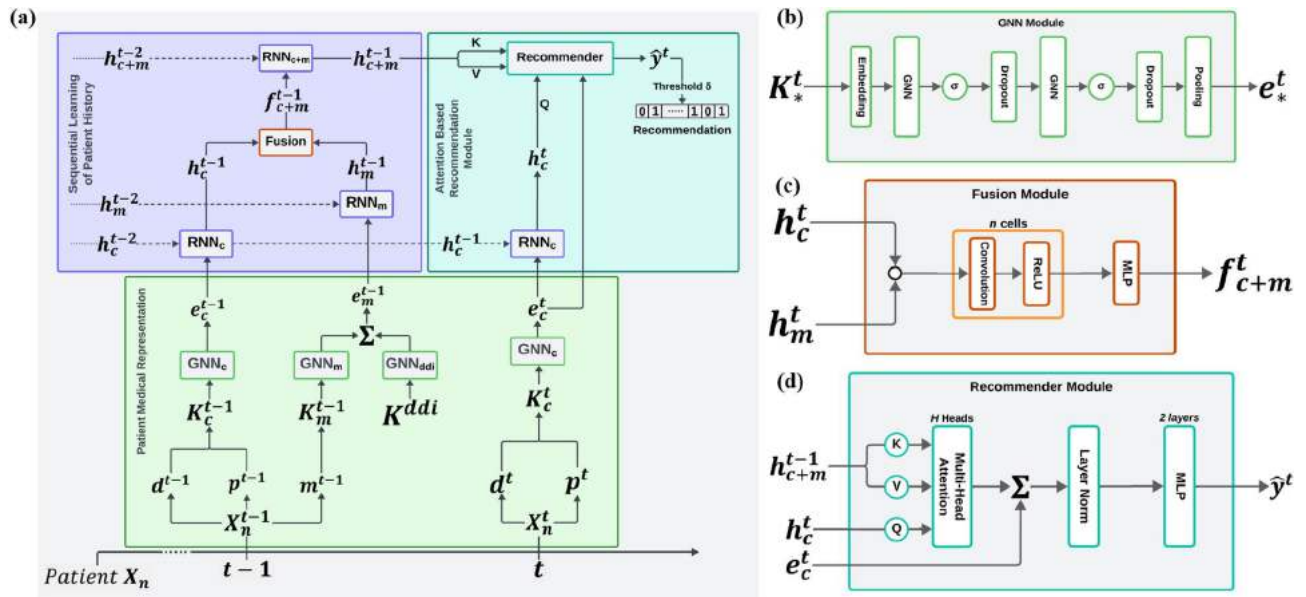 (a)
Sequential Learning
of Patient History
h_{c+m}^{t-2}
RNN_{c+m}
h_{c+m}^{t-1}
f_{c+m}^{t-1}
Fusion
h_c^{t-1}
h_m^{t-1}
h_m^{t-2}
RNN_m
h_c^{t-2}
RNN_c
Attention Based
Recommendation
Module
K
V
Recommender
ŷ^t
Threshold δ
0 1 ····· 1 0 1
Recommendation
Q
h_c^t
h_c^{t-1}
RNN_c
Patient Medical Representation
e_c^{t-1}
e_m^{t-1}
e_c^t
Σ
GNN_c
GNN_m
GNN_{ddi}
GNN_c
K_c^{t-1}
K_m^{t-1}
K^{ddi}
K_c^t
d^{t-1}
p^{t-1}
m^{t-1}
d^t
p^t
X_n^{t-1}
X_n^t
Patient X_n
t − 1
t
(b)
GNN Module
K_*^t
Embedding
GNN
σ
Dropout
GNN
σ
Dropout
Pooling
e_*^t
(c)
Fusion Module
h_c^t
h_m^t
n cells
Convolution
ReLU
MLP
f_{c+m}^t
(d)
Recommender Module
h_{c+m}^{t-1}
h_c^t
e_c^t
K
V
Q
H Heads
Multi-Head
Attention
Σ
Layer Norm
2 layers
MLP
ŷ^t